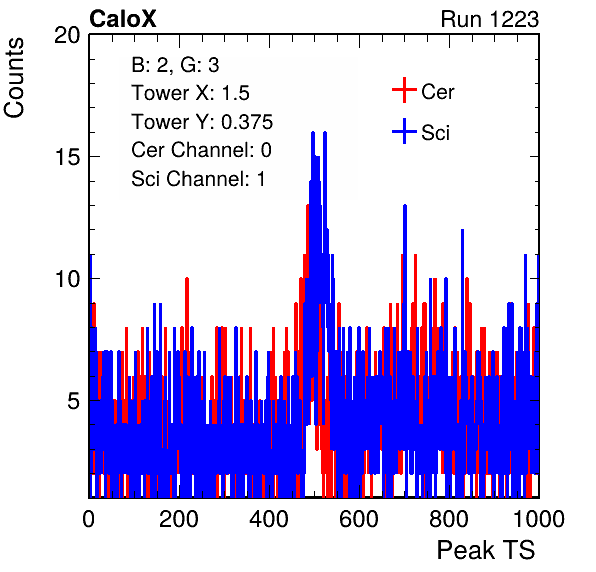 CaloX Run 1223
Counts
20
15
10
5
B: 2, G: 3
Tower X: 1.5
Tower Y: 0.375
Cer Channel: 0
Sci Channel: 1
Cer
Sci
0 200 400 600 800 1000
Peak TS